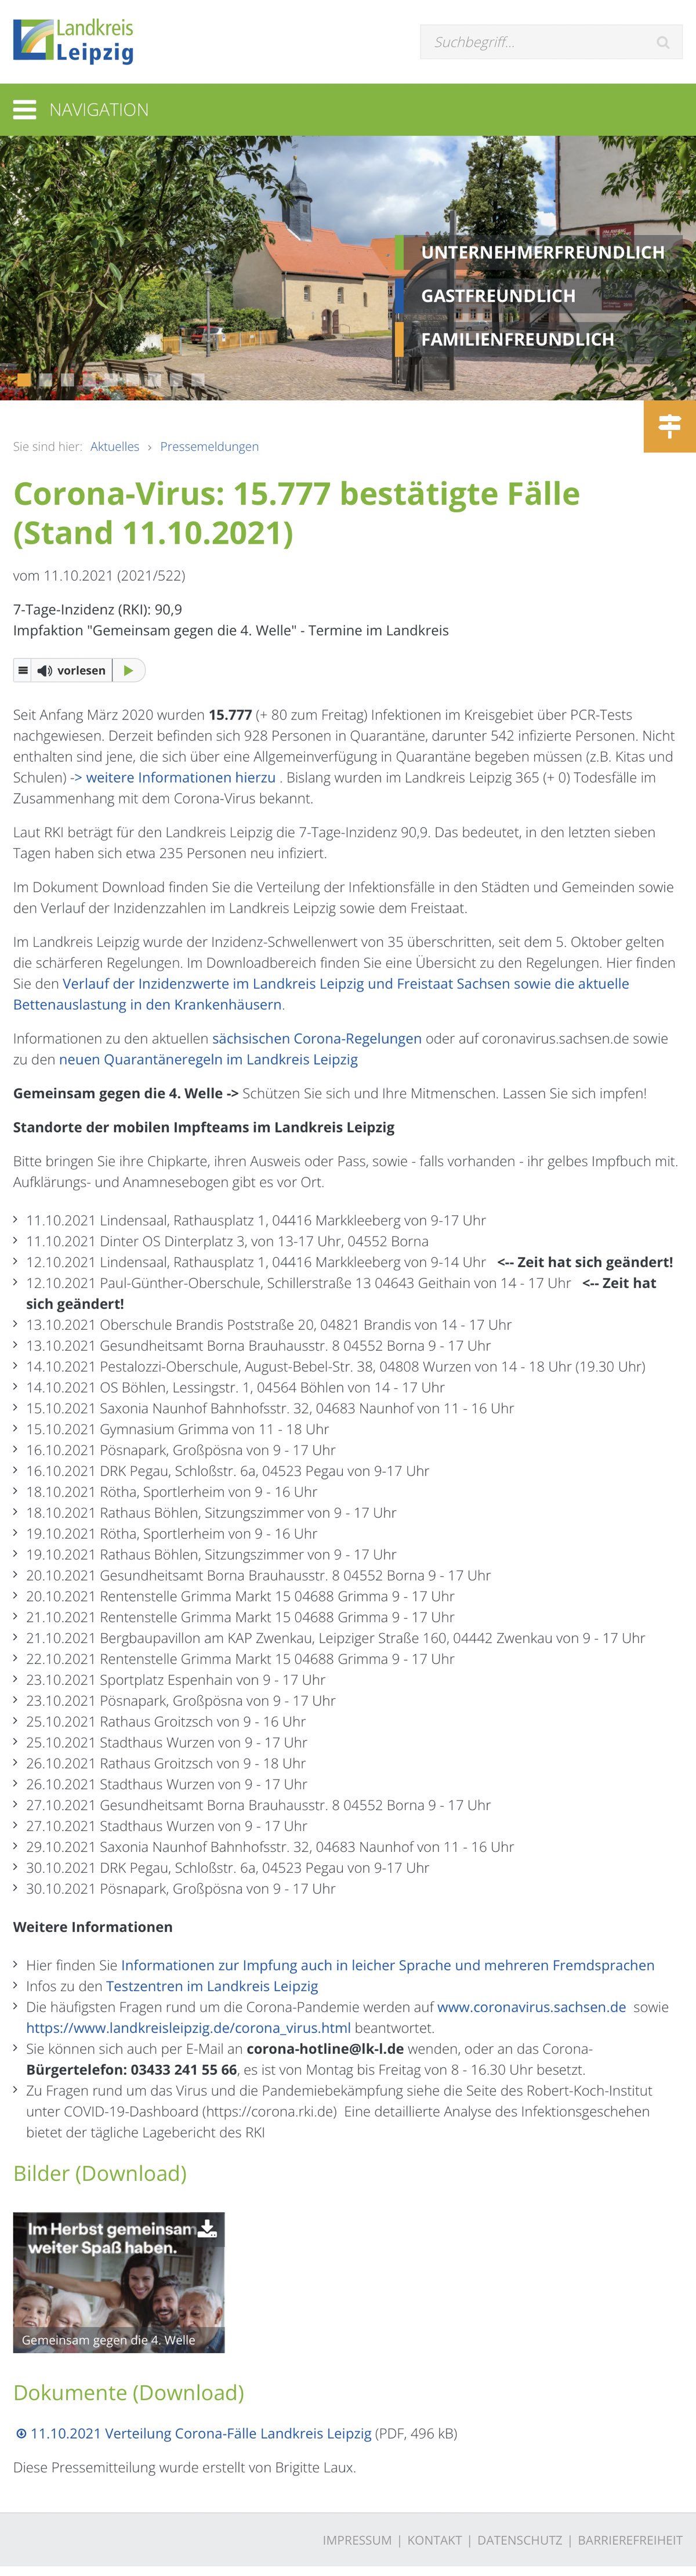 Landkreis
Leipzig
Suchbegriff...
NAVIGATION
UNTERNEHMERFREUNDLICH
GASTFREUNDLICH
FAMILIENFREUNDLICH
Sie sind hier: Aktuelles › Pressemeldungen
Corona-Virus: 15.777 bestätigte Fälle
(Stand 11.10.2021)
vom 11.10.2021 (2021/522)
7-Tage-Inzidenz (RKI): 90,9
Impfaktion "Gemeinsam gegen die 4. Welle" - Termine im Landkreis
vorlesen
Seit Anfang März 2020 wurden 15.777 (+ 80 zum Freitag) Infektionen im Kreisgebiet über PCR-Tests
nachgewiesen. Derzeit befinden sich 928 Personen in Quarantäne, darunter 542 infizierte Personen. Nicht
enthalten sind jene, die sich über eine Allgemeinverfügung in Quarantäne begeben müssen (z.B. Kitas und
Schulen) -> weitere Informationen hierzu . Bislang wurden im Landkreis Leipzig 365 (+ 0) Todesfälle im
Zusammenhang mit dem Corona-Virus bekannt.
Laut RKI beträgt für den Landkreis Leipzig die 7-Tage-Inzidenz 90,9. Das bedeutet, in den letzten sieben
Tagen haben sich etwa 235 Personen neu infiziert.
Im Dokument Download finden Sie die Verteilung der Infektionsfälle in den Städten und Gemeinden sowie
den Verlauf der Inzidenzzahlen im Landkreis Leipzig sowie dem Freistaat.
Im Landkreis Leipzig wurde der Inzidenz-Schwellenwert von 35 überschritten, seit dem 5. Oktober gelten
die schärferen Regelungen. Im Downloadbereich finden Sie eine Übersicht zu den Regelungen. Hier finden
Sie den Verlauf der Inzidenzwerte im Landkreis Leipzig und Freistaat Sachsen sowie die aktuelle
Bettenauslastung in den Krankenhäusern.
Informationen zu den aktuellen sächsischen Corona-Regelungen oder auf coronavirus.sachsen.de sowie
zu den neuen Quarantäneregeln im Landkreis Leipzig
Gemeinsam gegen die 4. Welle -> Schützen Sie sich und Ihre Mitmenschen. Lassen Sie sich impfen!
Standorte der mobilen Impfteams im Landkreis Leipzig
Bitte bringen Sie ihre Chipkarte, ihren Ausweis oder Pass, sowie - falls vorhanden - ihr gelbes Impfbuch mit.
Aufklärungs- und Anamnesebogen gibt es vor Ort.
› 11.10.2021 Lindensaal, Rathausplatz 1, 04416 Markkleeberg von 9-17 Uhr
› 11.10.2021 Dinter OS Dinterplatz 3, von 13-17 Uhr, 04552 Borna
› 12.10.2021 Lindensaal, Rathausplatz 1, 04416 Markkleeberg von 9-14 Uhr <-- Zeit hat sich geändert!
› 12.10.2021 Paul-Günther-Oberschule, Schillerstraße 13 04643 Geithain von 14 - 17 Uhr <-- Zeit hat
sich geändert!
› 13.10.2021 Oberschule Brandis Poststraße 20, 04821 Brandis von 14 - 17 Uhr
› 13.10.2021 Gesundheitsamt Borna Brauhausstr. 8 04552 Borna 9 - 17 Uhr
› 14.10.2021 Pestalozzi-Oberschule, August-Bebel-Str. 38, 04808 Wurzen von 14 - 18 Uhr (19.30 Uhr)
› 14.10.2021 OS Böhlen, Lessingstr. 1, 04564 Böhlen von 14 - 17 Uhr
› 15.10.2021 Saxonia Naunhof Bahnhofsstr. 32, 04683 Naunhof von 11 - 16 Uhr
› 15.10.2021 Gymnasium Grimma von 11 - 18 Uhr
› 16.10.2021 Pösnapark, Großpösna von 9 - 17 Uhr
› 16.10.2021 DRK Pegau, Schloßstr. 6a, 04523 Pegau von 9-17 Uhr
› 18.10.2021 Rötha, Sportlerheim von 9 - 16 Uhr
› 18.10.2021 Rathaus Böhlen, Sitzungszimmer von 9 - 17 Uhr
› 19.10.2021 Rötha, Sportlerheim von 9 - 16 Uhr
› 19.10.2021 Rathaus Böhlen, Sitzungszimmer von 9 - 17 Uhr
› 20.10.2021 Gesundheitsamt Borna Brauhausstr. 8 04552 Borna 9 - 17 Uhr
› 20.10.2021 Rentenstelle Grimma Markt 15 04688 Grimma 9 - 17 Uhr
› 21.10.2021 Rentenstelle Grimma Markt 15 04688 Grimma 9 - 17 Uhr
› 21.10.2021 Bergbaupavillon am KAP Zwenkau, Leipziger Straße 160, 04442 Zwenkau von 9 - 17 Uhr
› 22.10.2021 Rentenstelle Grimma Markt 15 04688 Grimma 9 - 17 Uhr
› 23.10.2021 Sportplatz Espenhain von 9 - 17 Uhr
› 23.10.2021 Pösnapark, Großpösna von 9 - 17 Uhr
› 25.10.2021 Rathaus Groitzsch von 9 - 16 Uhr
› 25.10.2021 Stadthaus Wurzen von 9 - 17 Uhr
› 26.10.2021 Rathaus Groitzsch von 9 - 18 Uhr
› 26.10.2021 Stadthaus Wurzen von 9 - 17 Uhr
› 27.10.2021 Gesundheitsamt Borna Brauhausstr. 8 04552 Borna 9 - 17 Uhr
› 27.10.2021 Stadthaus Wurzen von 9 - 17 Uhr
› 29.10.2021 Saxonia Naunhof Bahnhofsstr. 32, 04683 Naunhof von 11 - 16 Uhr
› 30.10.2021 DRK Pegau, Schloßstr. 6a, 04523 Pegau von 9-17 Uhr
› 30.10.2021 Pösnapark, Großpösna von 9 - 17 Uhr
Weitere Informationen
› Hier finden Sie Informationen zur Impfung auch in leicher Sprache und mehreren Fremdsprachen
› Infos zu den Testzentren im Landkreis Leipzig
› Die häufigsten Fragen rund um die Corona-Pandemie werden auf www.coronavirus.sachsen.de sowie
https://www.landkreisleipzig.de/corona_virus.html beantwortet.
› Sie können sich auch per E-Mail an corona-hotline@lk-l.de wenden, oder an das Corona-
Bürgertelefon: 03433 241 55 66, es ist von Montag bis Freitag von 8 - 16.30 Uhr besetzt.
› Zu Fragen rund um das Virus und die Pandemiebekämpfung siehe die Seite des Robert-Koch-Institut
unter COVID-19-Dashboard (https://corona.rki.de) Eine detaillierte Analyse des Infektionsgeschehen
bietet der tägliche Lagebericht des RKI
Bilder (Download)
Im Herbst gemeinsam
weiter Spaß haben.
Gemeinsam gegen die 4. Welle
Dokumente (Download)
11.10.2021 Verteilung Corona-Fälle Landkreis Leipzig (PDF, 496 kB)
Diese Pressemitteilung wurde erstellt von Brigitte Laux.
IMPRESSUM | KONTAKT | DATENSCHUTZ | BARRIEREFREIHEIT